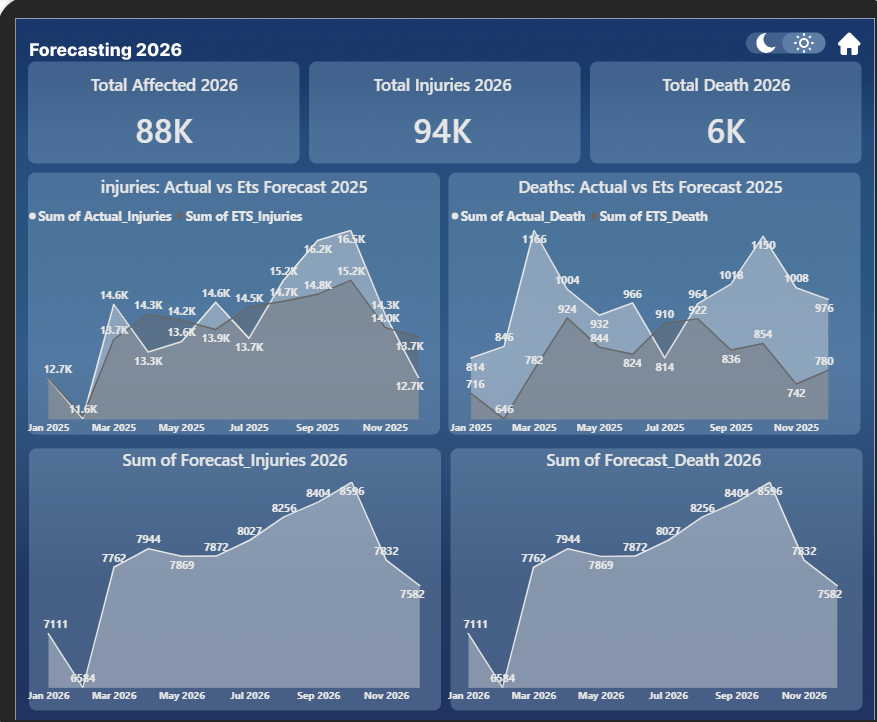 Forecasting 2026
Total Affected 2026
88K
Total Injuries 2026
94K
Total Death 2026
6K
injuries: Actual vs Ets Forecast 2025
Sum of Actual_Injuries Sum of ETS_Injuries
12.7K
11.6K
14.6K
13.7K
14.3K
13.3K
14.2K
13.6K
14.6K
13.9K
14.5K
13.7K
15.2K
14.7K
16.2K
14.8K
16.5K
15.2K
14.3K
14.0K
13.7K
12.7K
Jan 2025 Mar 2025 May 2025 Jul 2025 Sep 2025 Nov 2025
Deaths: Actual vs Ets Forecast 2025
Sum of Actual_Death Sum of ETS_Death
814
716
846
646
1166
782
1004
924
932
844
966
824
910
814
964
922
1018
836
1150
854
1008
742
976
780
Jan 2025 Mar 2025 May 2025 Jul 2025 Sep 2025 Nov 2025
Sum of Forecast_Injuries 2026
7111
6584
7762
7944
7869
7872
8027
8256
8404
8596
7832
7582
Jan 2026 Mar 2026 May 2026 Jul 2026 Sep 2026 Nov 2026
Sum of Forecast_Death 2026
7111
6584
7762
7944
7869
7872
8027
8256
8404
8596
7832
7582
Jan 2026 Mar 2026 May 2026 Jul 2026 Sep 2026 Nov 2026